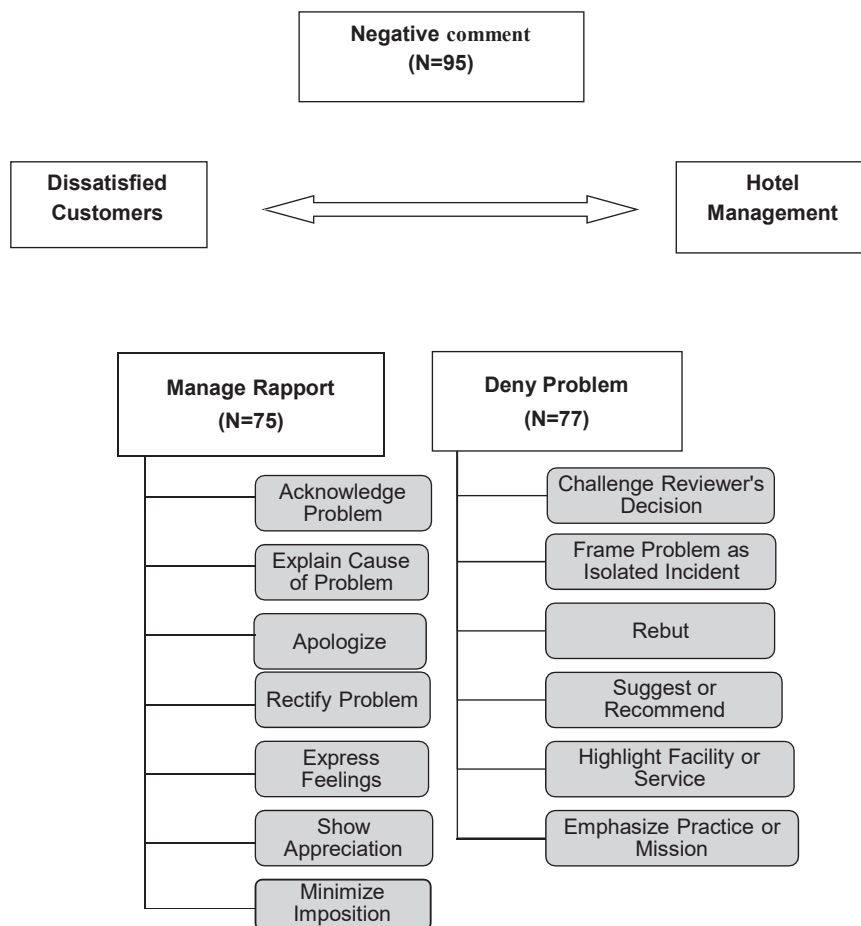 Negative comment
(N=95)
Dissatisfied
Customers
Hotel
Management
Manage Rapport
(N=75)
Acknowledge
Problem
Explain Cause
of Problem
Apologize
Rectify Problem
Express
Feelings
Show
Appreciation
Minimize
Imposition
Deny Problem
(N=77)
Challenge Reviewer's
Decision
Frame Problem as
Isolated Incident
Rebut
Suggest or
Recommend
Highlight Facility or
Service
Emphasize Practice or
Mission